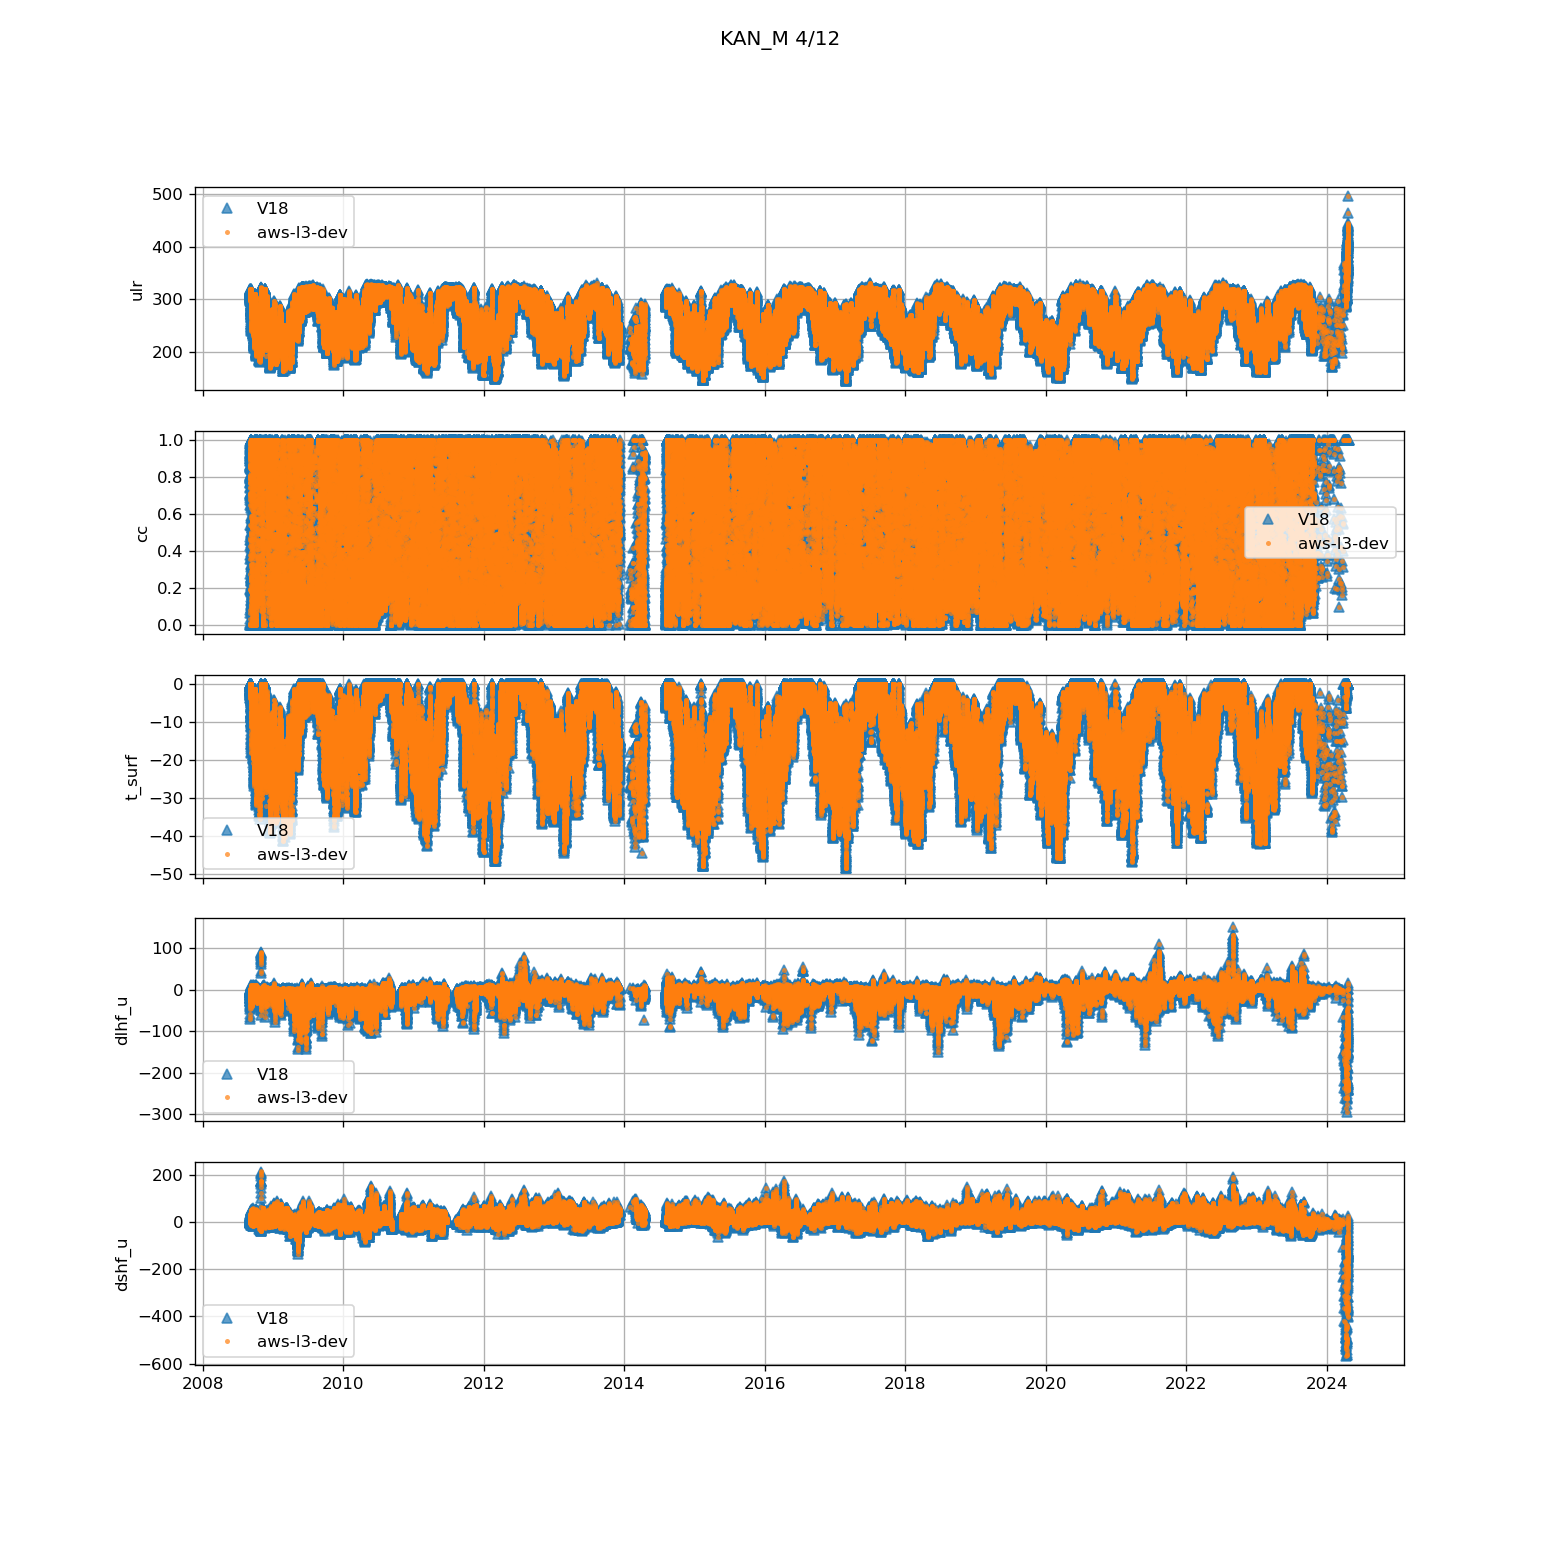 KAN_M 4/12
500
400
300
200
ulr
V18
aws-l3-dev
1.0
0.8
0.6
0.4
0.2
0.0
cc
V18
aws-l3-dev
0
−10
−20
−30
−40
−50
t_surf
V18
aws-l3-dev
100
0
−100
−200
−300
dlhf_u
V18
aws-l3-dev
200
0
−200
−400
−600
dshf_u
V18
aws-l3-dev
2008 2010 2012 2014 2016 2018 2020 2022 2024